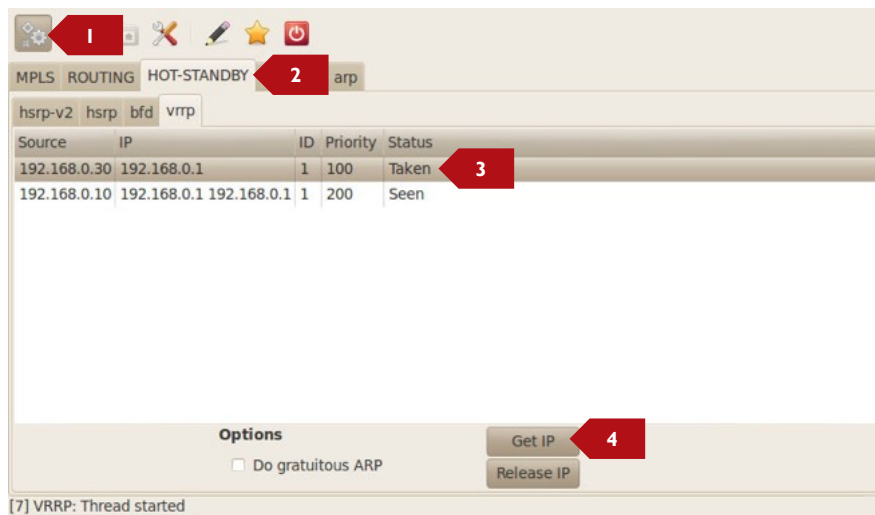 1
MPLS ROUTING HOT-STANDBY 2 arp
hsrp-v2 hsrp bfd vrrp
Source IP ID Priority Status
192.168.0.30 192.168.0.1 1 100 Taken 3
192.168.0.10 192.168.0.1 192.168.0.1 1 200 Seen
Options
Get IP 4
Do gratuitous ARP
Release IP
[7] VRRP: Thread started